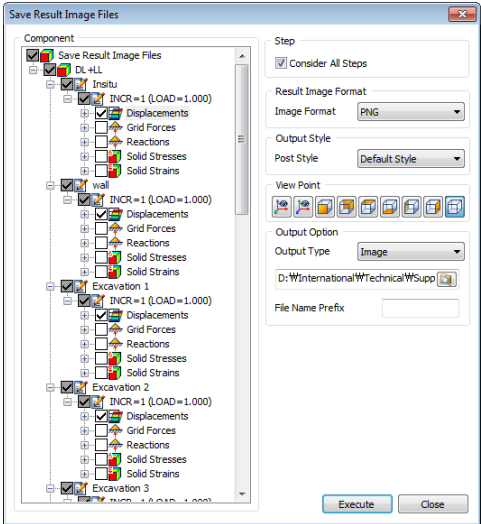 Save Result Image Files
Component
Save Result Image Files
DL+LL
Insitu
INCR=1 (LOAD=1.000)
Displacements
Grid Forces
Reactions
Solid Stresses
Solid Strains
wall
INCR=1 (LOAD=1.000)
Displacements
Grid Forces
Reactions
Solid Stresses
Solid Strains
Excavation 1
INCR=1 (LOAD=1.000)
Displacements
Grid Forces
Reactions
Solid Stresses
Solid Strains
Excavation 2
INCR=1 (LOAD=1.000)
Displacements
Grid Forces
Reactions
Solid Stresses
Solid Strains
Excavation 3
INCR=1 (LOAD=1.000)
Step
Consider All Steps
Result Image Format
Image Format PNG
Output Style
Post Style Default Style
View Point
Output Option
Output Type Image
D:₩International₩Technical₩Supp
File Name Prefix
Execute Close